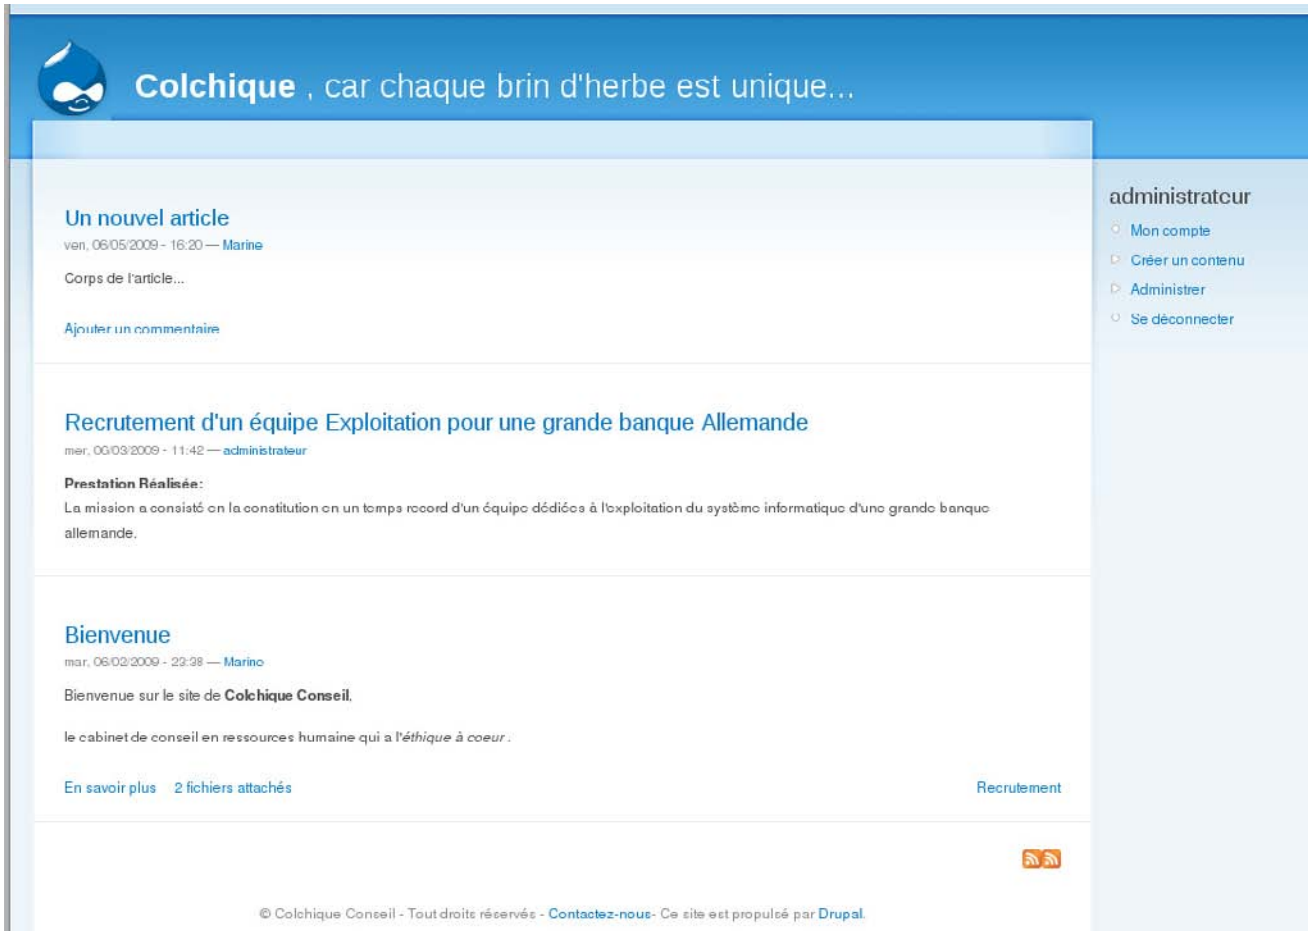 Colchique , car chaque brin d'herbe est unique...
Un nouvel article
ven, 06/05/2009 - 16:20 — Marine
Corps de l'article...
Ajouter un commentaire
Recrutement d'un équipe Exploitation pour une grande banque Allemande
mer, 06/03/2009 - 11:42 — administrateur
Prestation Réalisée:
La mission a consisté en la constitution en un temps record d'un équipe dédiées à l'exploitation du système informatique d'une grande banque
allemande.
Bienvenue
mar, 06/02/2009 - 23:38 — Marine
Bienvenue sur le site de Colchique Conseil,
le cabinet de conseil en ressources humaine qui a l'éthique à coeur .
En savoir plus 2 fichiers attachés Recrutement
© Colchique Conseil - Tout droits réservés - Contactez-nous- Ce site est propulsé par Drupal.
administrateur
Mon compte
Créer un contenu
Administrer
Se déconnecter